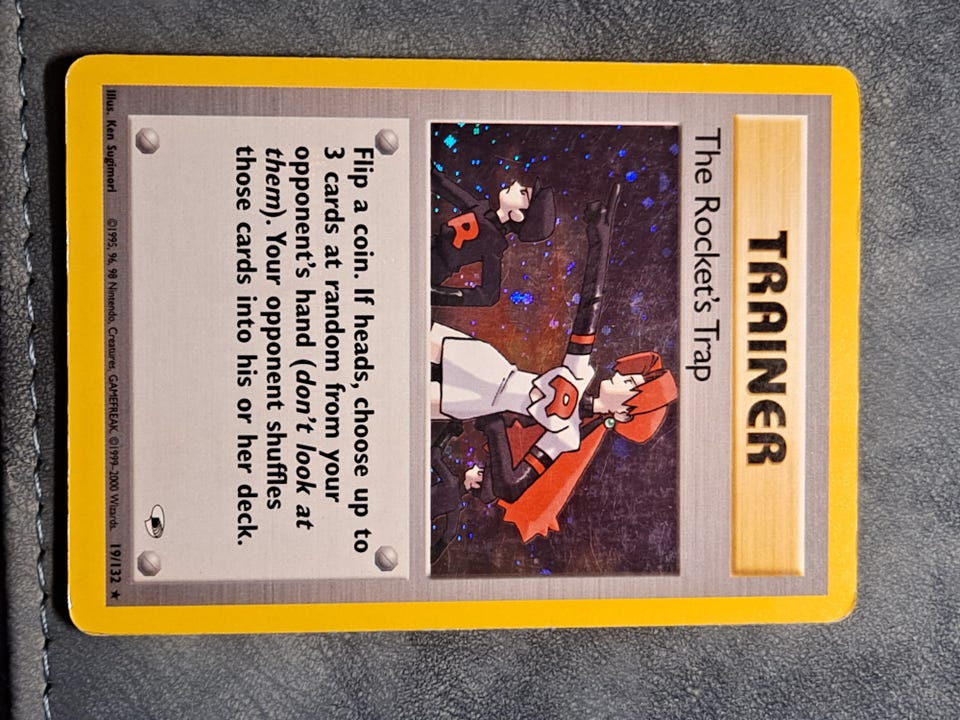 TRAINER
The Rocket's Trap
R
R
Flip a coin. If heads, choose up to
3 cards at random from your
opponent's hand (don't look at
them). Your opponent shuffles
those cards into his or her deck.
Illus. Ken Sugimori ©1995, 96, 98 Nintendo, Creatures, GAMEFREAK. ©1999-2000 Wizards. 19/132 ★